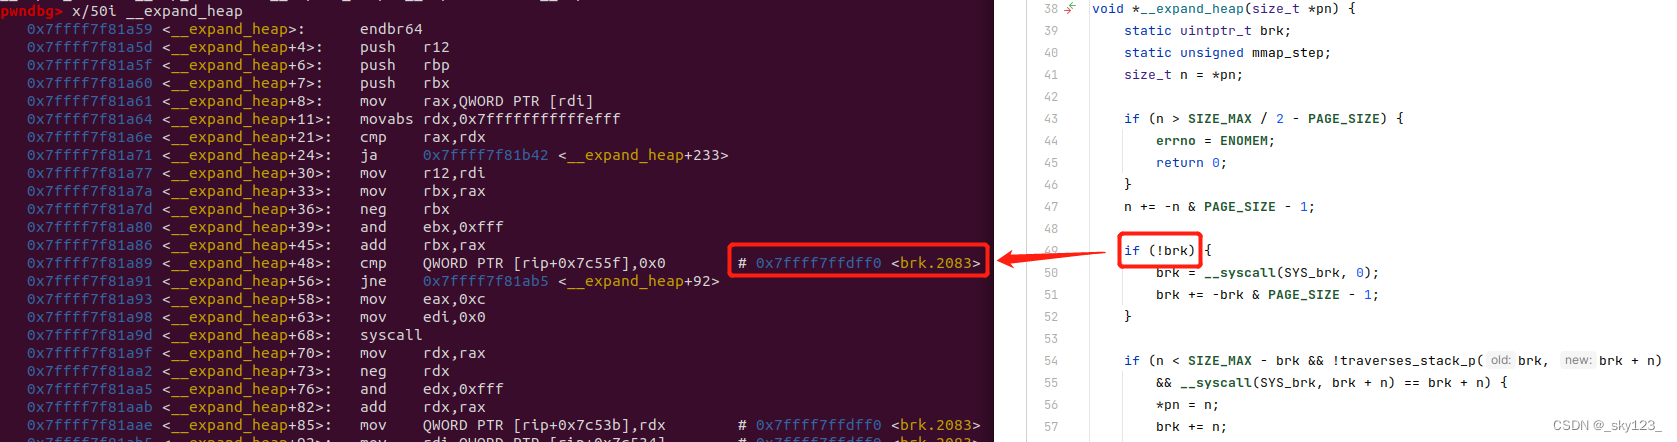 pwndbg> x/50i __expand_heap
0x7ffff7f81a59 <__expand_heap>: endbr64
0x7ffff7f81a5d <__expand_heap+4>: push r12
0x7ffff7f81a5f <__expand_heap+6>: push rbp
0x7ffff7f81a60 <__expand_heap+7>: push rbx
0x7ffff7f81a61 <__expand_heap+8>: mov rax,QWORD PTR [rdi]
0x7ffff7f81a64 <__expand_heap+11>: movabs rdx,0x7fffffffffffefff
0x7ffff7f81a6e <__expand_heap+21>: cmp rax,rdx
0x7ffff7f81a71 <__expand_heap+24>: ja 0x7ffff7f81b42 <__expand_heap+233>
0x7ffff7f81a77 <__expand_heap+30>: mov r12,rdi
0x7ffff7f81a7a <__expand_heap+33>: mov rbx,rax
0x7ffff7f81a7d <__expand_heap+36>: neg rbx
0x7ffff7f81a80 <__expand_heap+39>: and ebx,0xfff
0x7ffff7f81a86 <__expand_heap+45>: add rbx,rax
0x7ffff7f81a89 <__expand_heap+48>: cmp QWORD PTR [rip+0x7c55f],0x0 # 0x7ffff7ffdff0 <brk.2083>
0x7ffff7f81a91 <__expand_heap+56>: jne 0x7ffff7f81ab5 <__expand_heap+92>
0x7ffff7f81a93 <__expand_heap+58>: mov eax,0xc
0x7ffff7f81a98 <__expand_heap+63>: mov edi,0x0
0x7ffff7f81a9d <__expand_heap+68>: syscall
0x7ffff7f81a9f <__expand_heap+70>: mov rdx,rax
0x7ffff7f81aa2 <__expand_heap+73>: neg rdx
0x7ffff7f81aa5 <__expand_heap+76>: and edx,0xfff
0x7ffff7f81aab <__expand_heap+82>: add rdx,rax
0x7ffff7f81aae <__expand_heap+85>: mov QWORD PTR [rip+0x7c53b],rdx # 0x7ffff7ffdff0 <brk.2083>
38 void *__expand_heap(size_t *pn) {
39 static uintptr_t brk;
40 static unsigned mmap_step;
41 size_t n = *pn;
42
43 if (n > SIZE_MAX / 2 - PAGE_SIZE) {
44 errno = ENOMEM;
45 return 0;
46 }
47 n += -n & PAGE_SIZE - 1;
48
49 if (!brk) {
50 brk = __syscall(SYS_brk, 0);
51 brk += -brk & PAGE_SIZE - 1;
52 }
53
54 if (n < SIZE_MAX - brk && !traverses_stack_p( old: brk, new: brk + n)
55 && __syscall(SYS_brk, brk + n) == brk + n) {
56 *pn = n;
57 brk += n;
CSDN @_sky123_